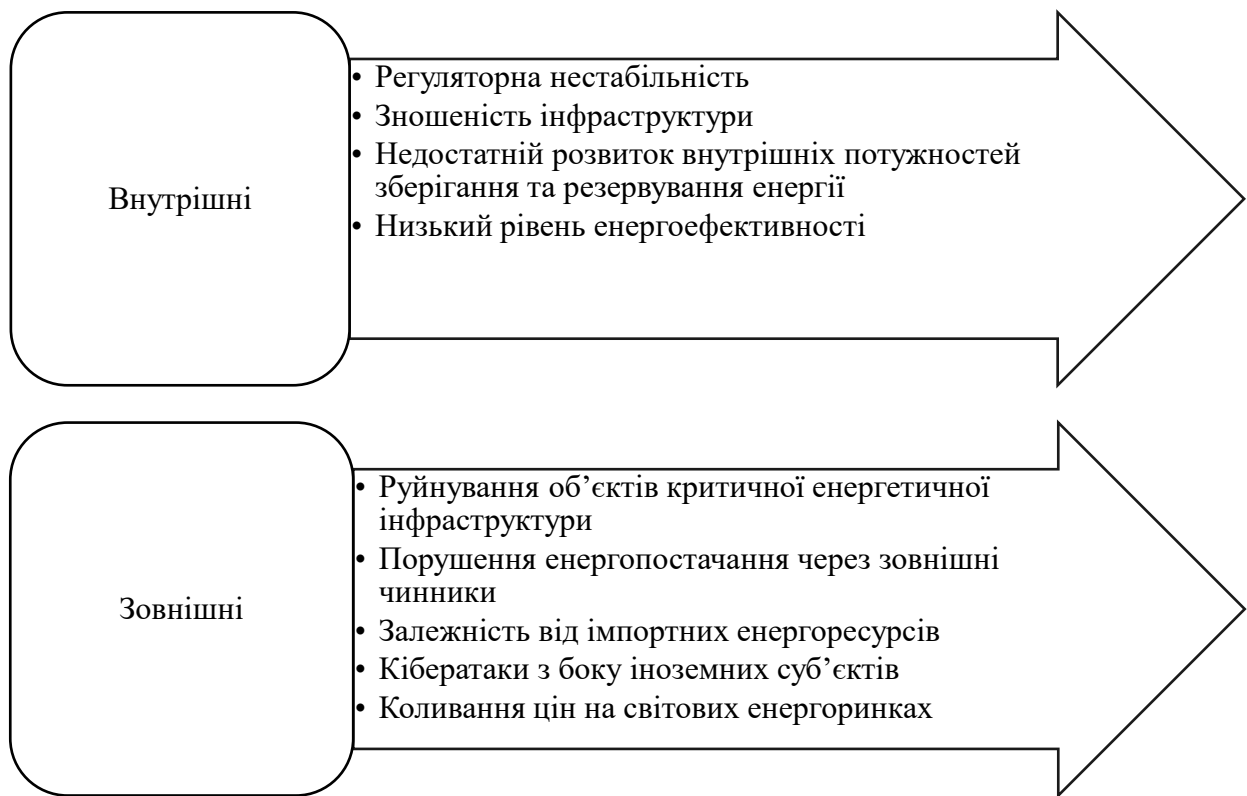 Внутрішні
• Регуляторна нестабільність
• Зношеність інфраструктури
• Недостатній розвиток внутрішніх потужностей
зберігання та резервування енергії
• Низький рівень енергоефективності
Зовнішні
• Руйнування об’єктів критичної енергетичної
інфраструктури
• Порушення енергопостачання через зовнішні
чинники
• Залежність від імпортних енергоресурсів
• Кібератаки з боку іноземних суб’єктів
• Коливання цін на світових енергоринках